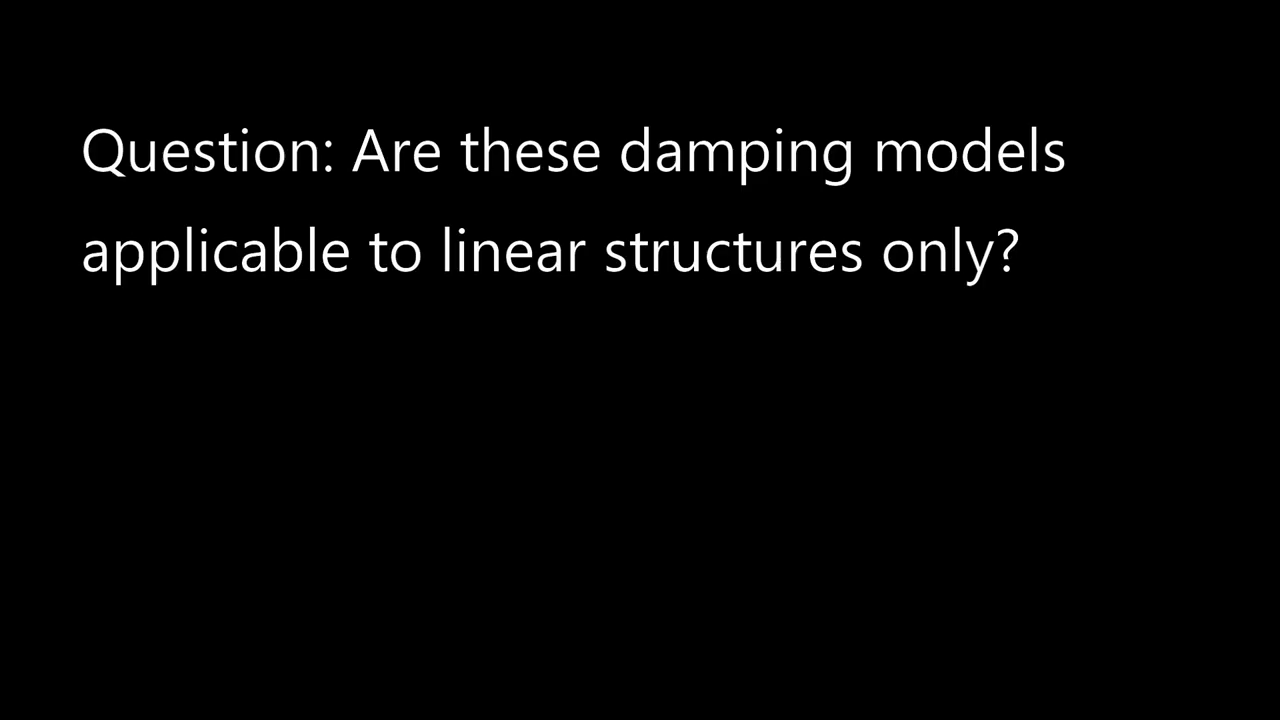 Question: Are these damping models
applicable to linear structures only?